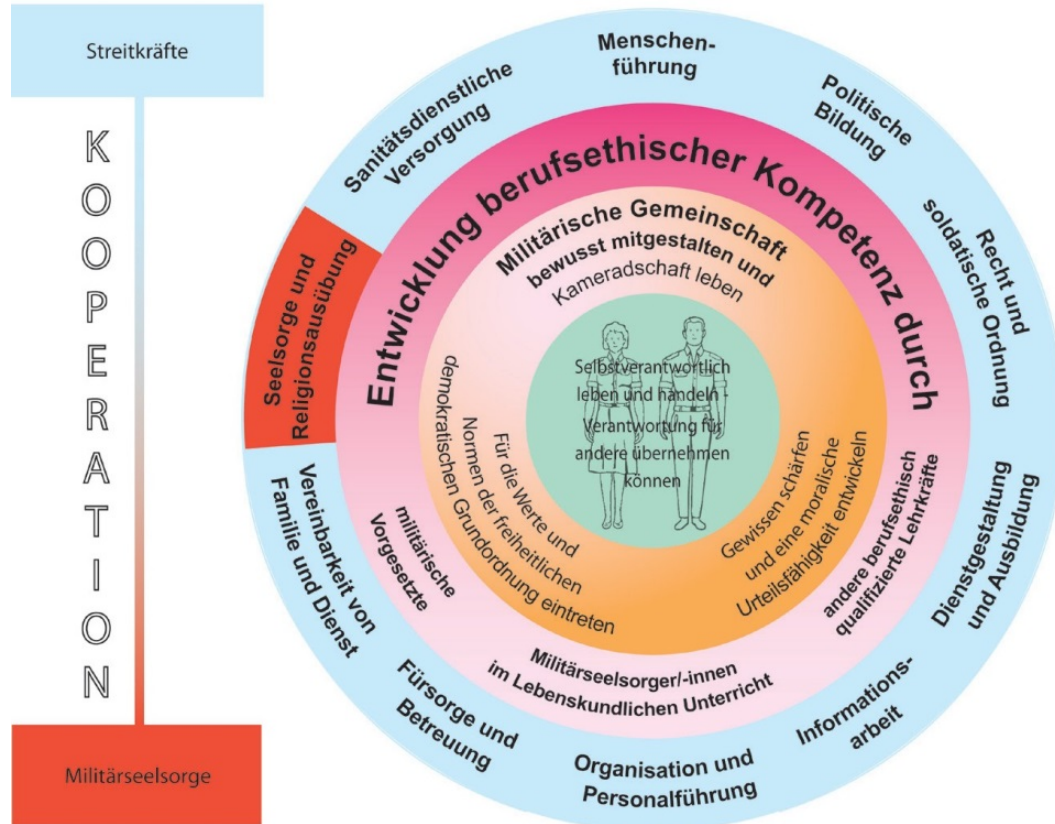 Streitkräfte
KOOPERATION
Militärseelsorge
Menschen-
führung
Politische
Bildung
Recht und
soldatische Ordnung
Dienstgestaltung
und Ausbildung
Informations-
arbeit
Organisation und
Personalführung
Fürsorge und
Betreuung
Vereinbarkeit von
Familie und Dienst
Seelsorge und
Religionsausübung
Sanitätsdienstliche
Versorgung
Entwicklung berufsethischer Kompetenz durch
andere berufsethisch
qualifizierte Lehrkräfte
Militärseelsorger/-innen
im Lebenskundlichen Unterricht
militärische
Vorgesetzte
Militärische Gemeinschaft
bewusst mitgestalten und
Kameradschaft leben
Gewissen schärfen
und eine moralische
Urteilsfähigkeit entwickeln
Für die Werte und
Normen der freiheitlichen
demokratischen Grundordnung eintreten
Selbstverantwortlich
leben und handeln -
Verantwortung für
andere übernehmen
können